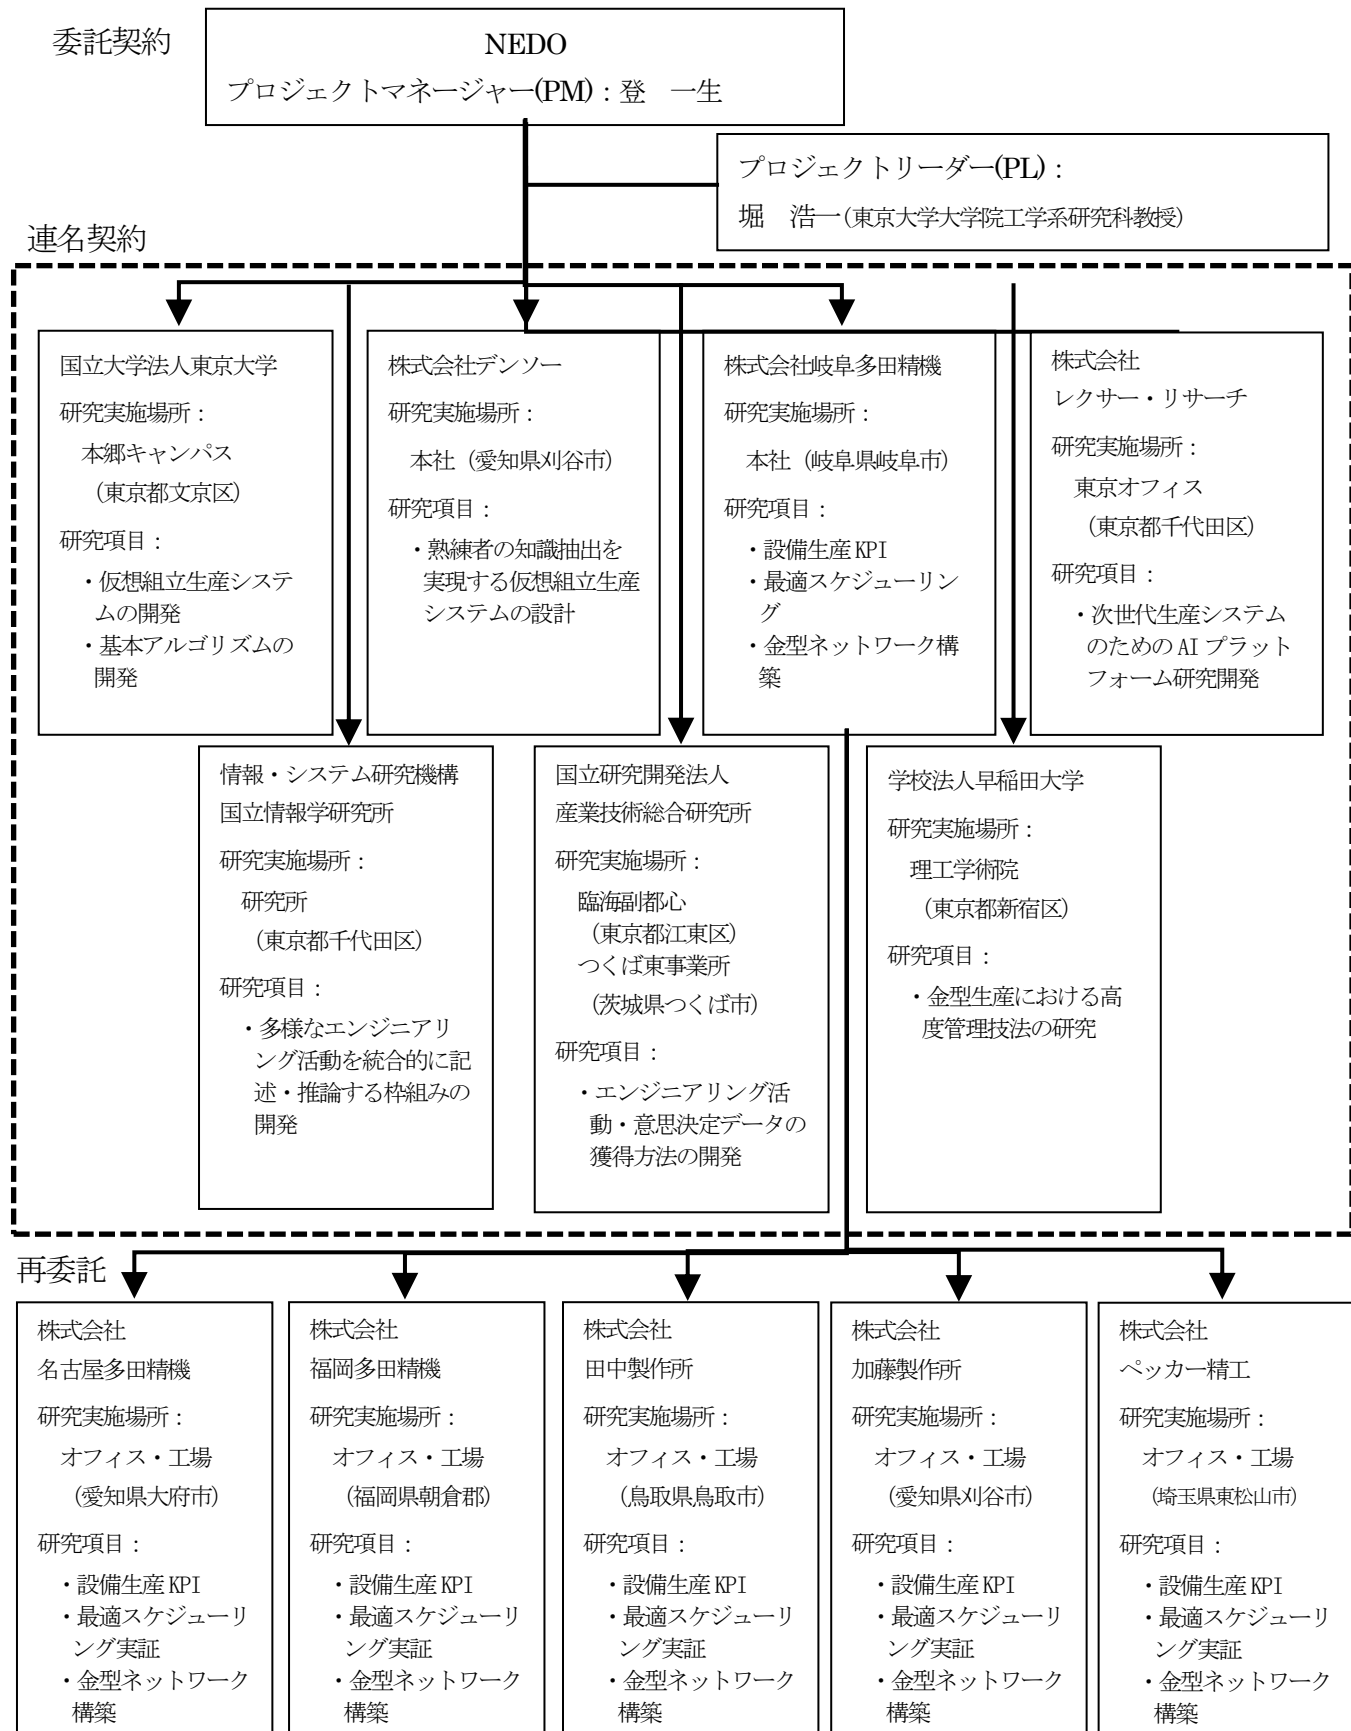 委託契約
NEDO
プロジェクトマネージャー(PM)：登　一生
プロジェクトリーダー(PL)：
堀　浩一(東京大学大学院工学系研究科教授)
連名契約
国立大学法人東京大学
研究実施場所：
本郷キャンパス
（東京都文京区）
研究項目：
・仮想組立生産システ
ムの開発
・基本アルゴリズムの
開発
株式会社デンソー
研究実施場所：
本社（愛知県刈谷市）
研究項目：
・熟練者の知識抽出を
実現する仮想組立生産
システムの設計
株式会社岐阜多田精機
研究実施場所：
本社（岐阜県岐阜市）
研究項目：
・設備生産 KPI
・最適スケジューリン
グ
・金型ネットワーク構
築
株式会社
レクサー・リサーチ
研究実施場所：
東京オフィス
（東京都千代田区）
研究項目：
・次世代生産システム
のための AI プラット
フォーム研究開発
情報・システム研究機構
国立情報学研究所
研究実施場所：
研究所
（東京都千代田区）
研究項目：
・多様なエンジニアリ
ング活動を統合的に記
述・推論する枠組みの
開発
国立研究開発法人
産業技術総合研究所
研究実施場所：
臨海副都心
（東京都江東区）
つくば東事業所
（茨城県つくば市）
研究項目：
・エンジニアリング活
動・意思決定データの
獲得方法の開発
学校法人早稲田大学
研究実施場所：
理工学術院
（東京都新宿区）
研究項目：
・金型生産における高
度管理技法の研究
再委託
株式会社
名古屋多田精機
研究実施場所：
オフィス・工場
（愛知県大府市）
研究項目：
・設備生産 KPI
・最適スケジューリ
ング実証
・金型ネットワーク
構築
株式会社
福岡多田精機
研究実施場所：
オフィス・工場
（福岡県朝倉郡）
研究項目：
・設備生産 KPI
・最適スケジューリ
ング実証
・金型ネットワーク
構築
株式会社
田中製作所
研究実施場所：
オフィス・工場
（鳥取県鳥取市）
研究項目：
・設備生産 KPI
・最適スケジューリ
ング実証
・金型ネットワーク
構築
株式会社
加藤製作所
研究実施場所：
オフィス・工場
（愛知県刈谷市）
研究項目：
・設備生産 KPI
・最適スケジューリ
ング実証
・金型ネットワーク
構築
株式会社
ペッカー精工
研究実施場所：
オフィス・工場
（埼玉県東松山市）
研究項目：
・設備生産 KPI
・最適スケジューリ
ング実証
・金型ネットワーク
構築